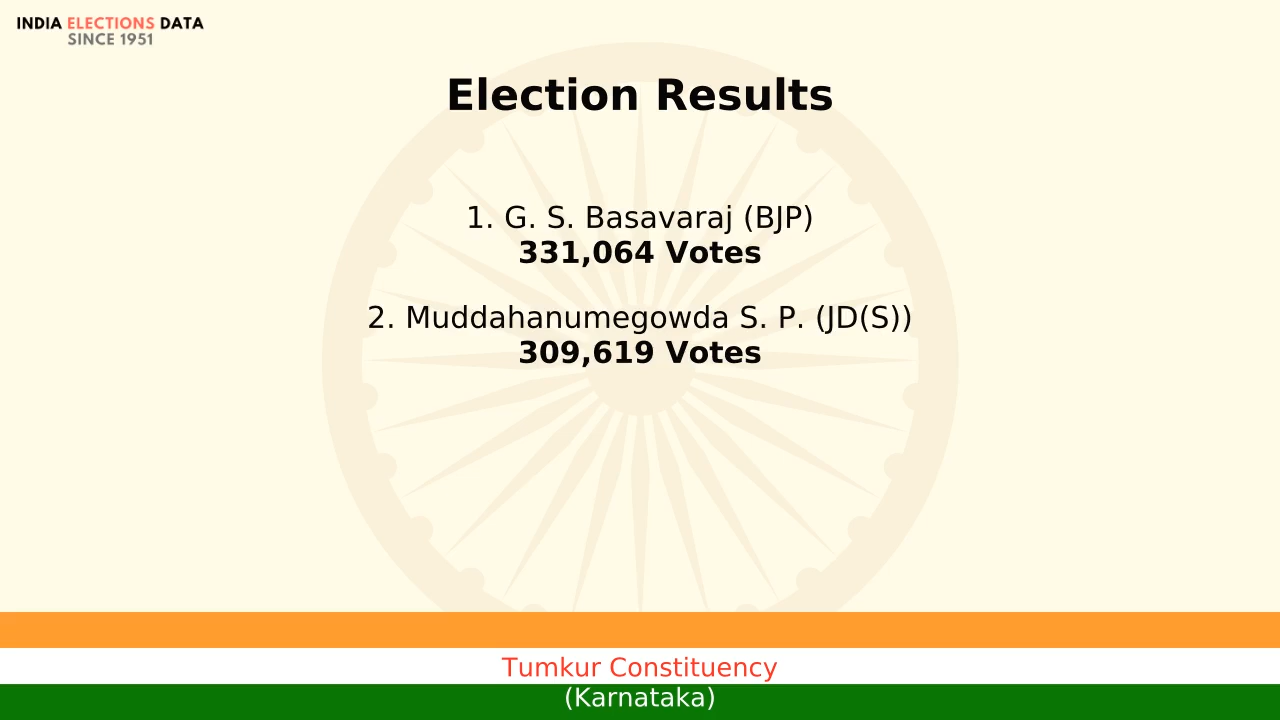 INDIA ELECTIONS DATA
SINCE 1951
Election Results
1. G. S. Basavaraj (BJP)
331,064 Votes
2. Muddahanumegowda S. P. (JD(S))
309,619 Votes
Tumkur Constituency
(Karnataka)